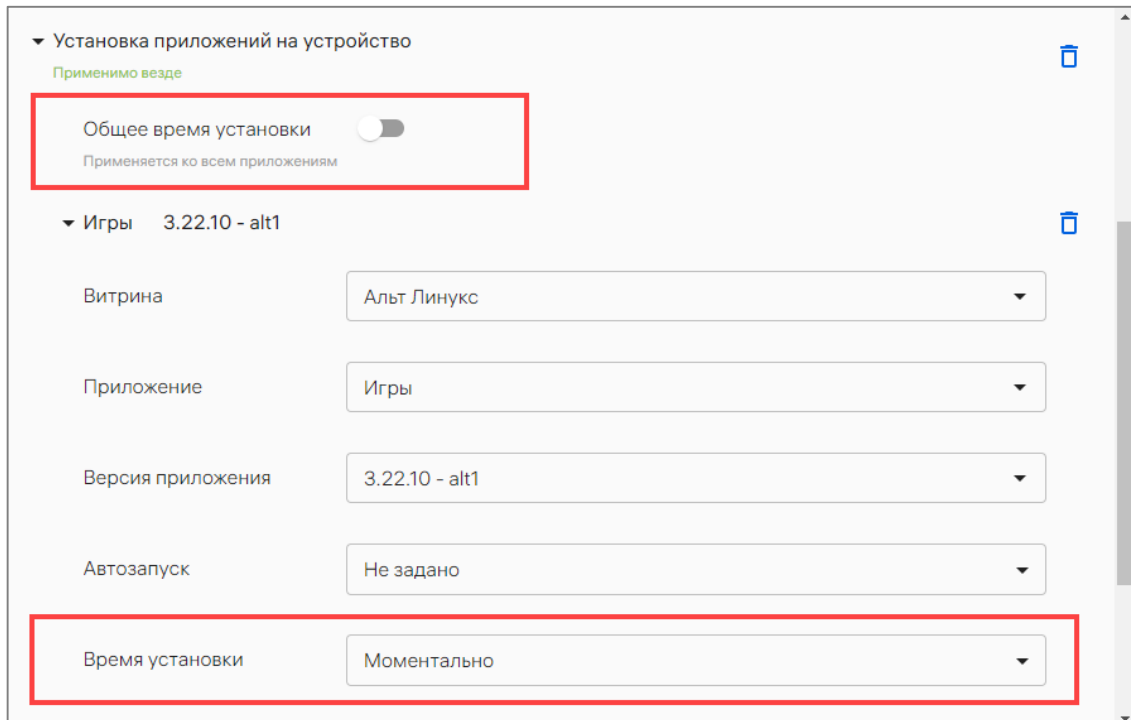 Установка приложений на устройство
Применимо везде
Общее время установки
Применяется ко всем приложениям
Игры 3.22.10 - alt1
Витрина Альт Линукс
Приложение Игры
Версия приложения 3.22.10 - alt1
Автозапуск Не задано
Время установки Моментально